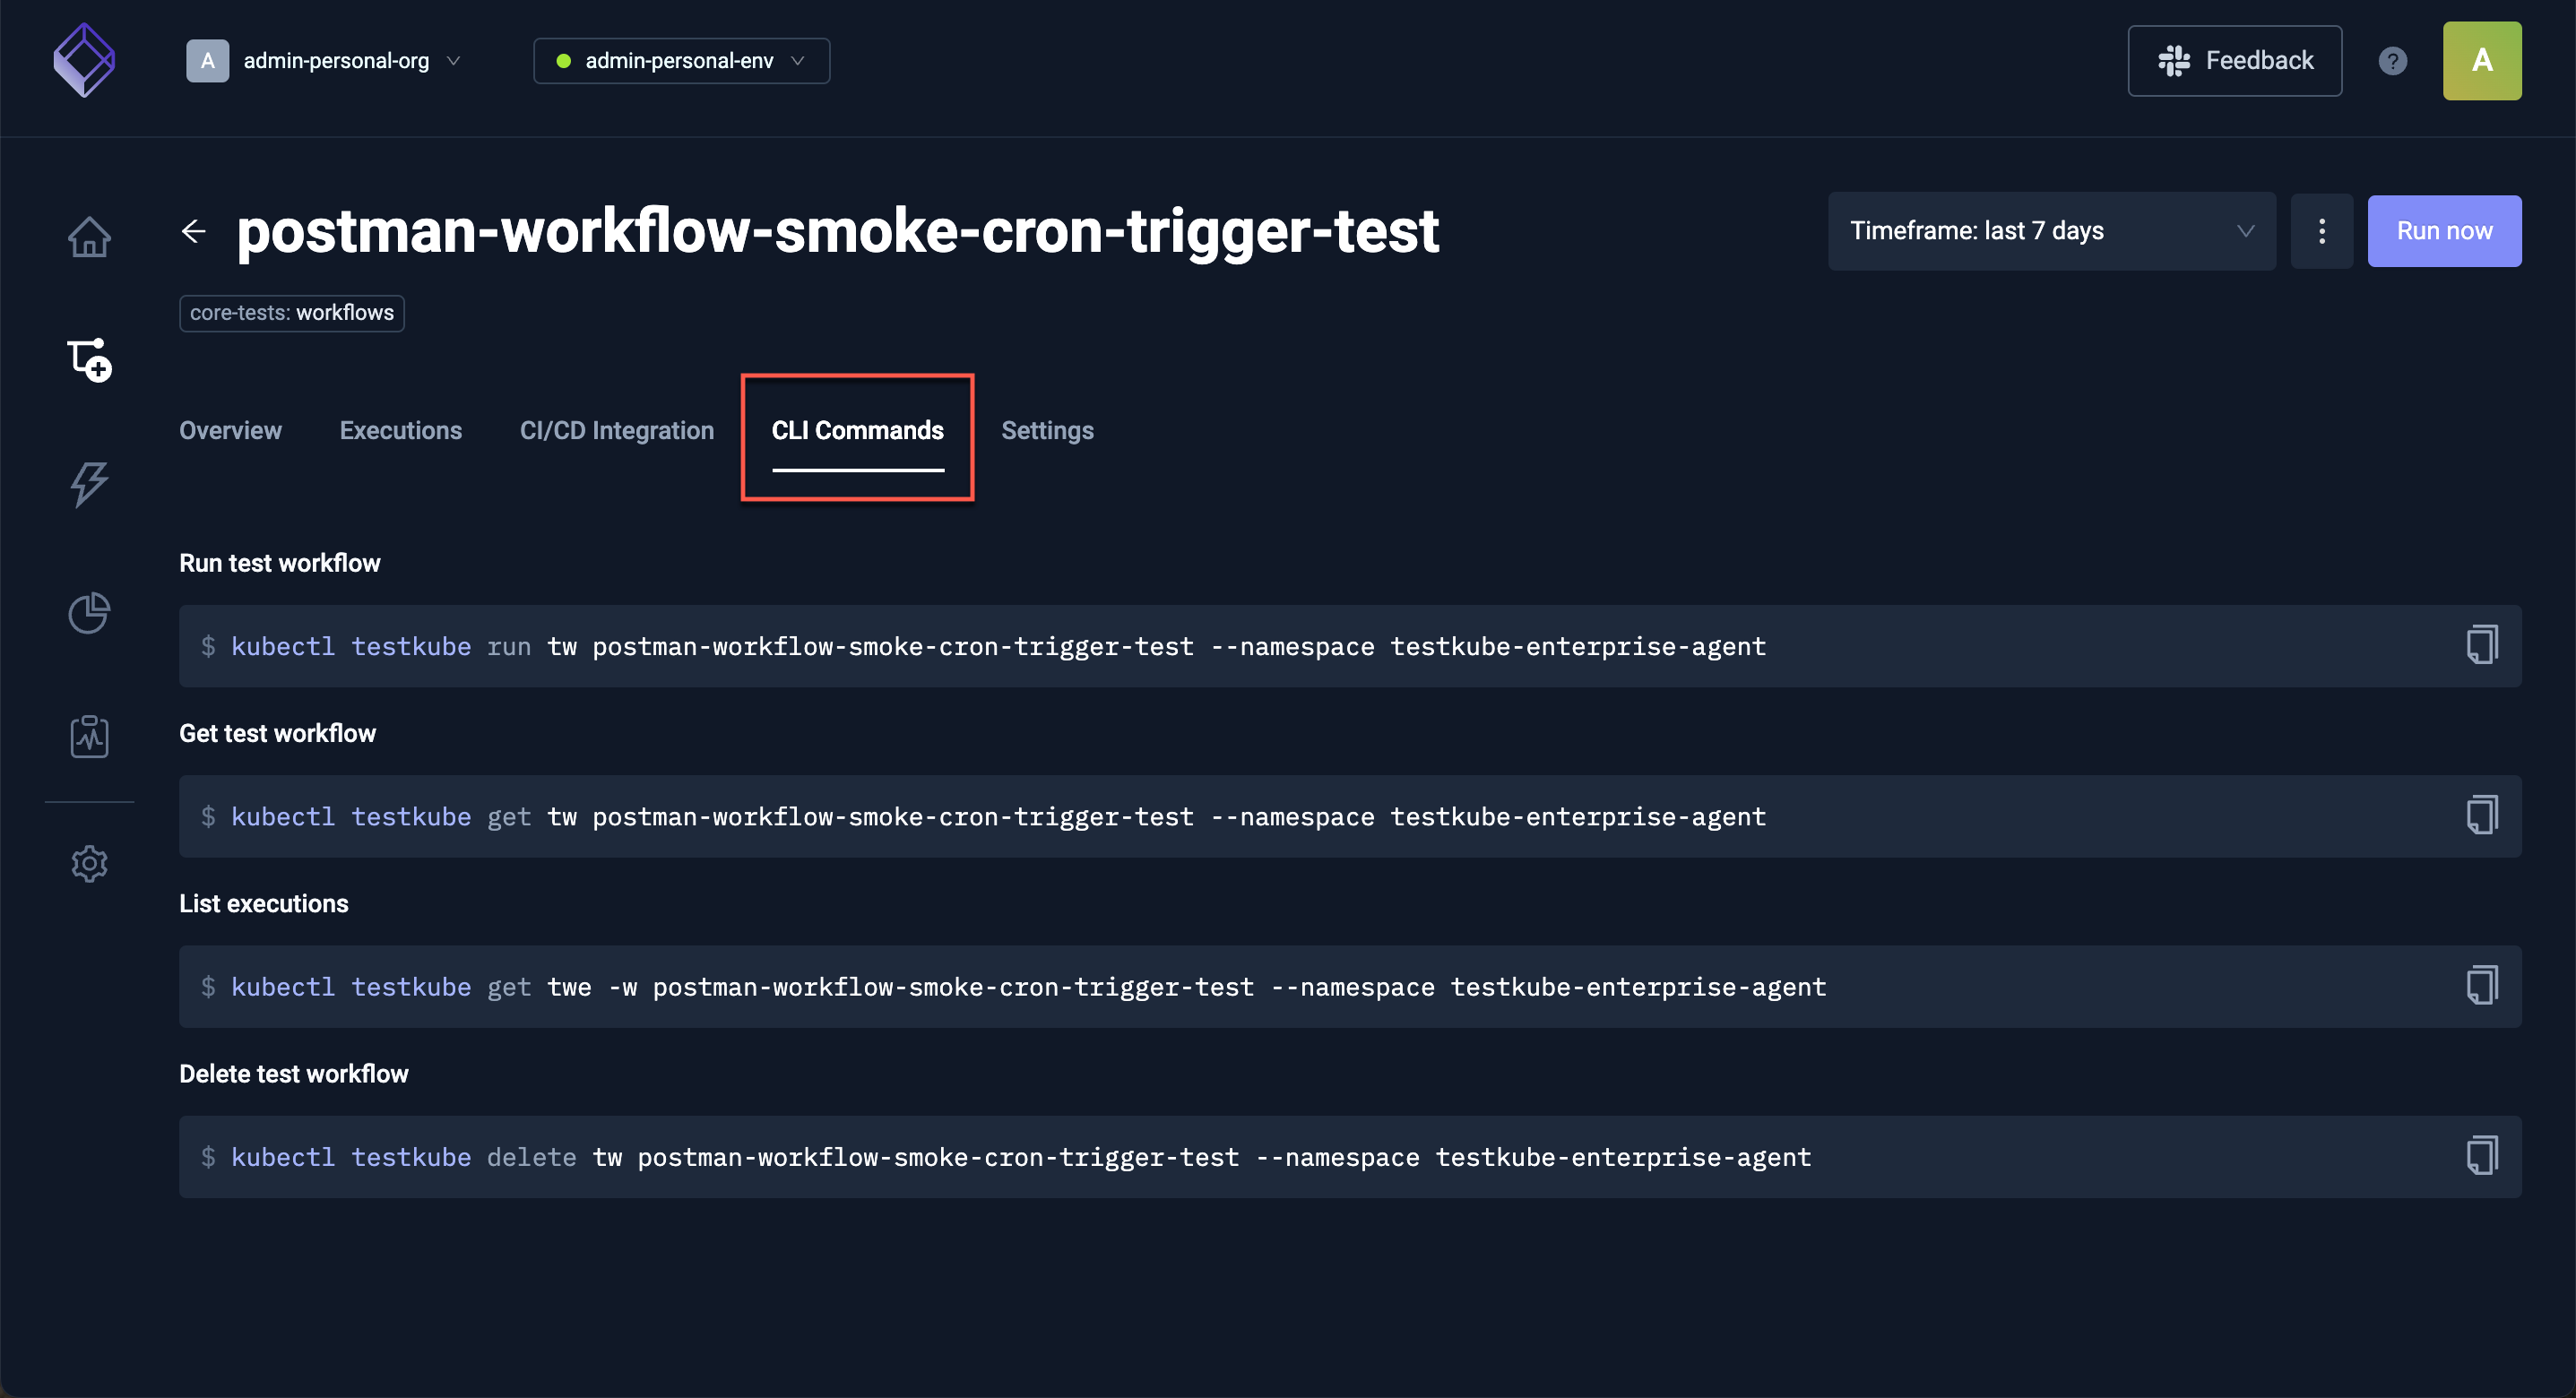 A admin-personal-org admin-personal-env Feedback ? A
postman-workflow-smoke-cron-trigger-test Timeframe: last 7 days Run now
core-tests: workflows
Overview Executions CI/CD Integration CLI Commands Settings
Run test workflow
$ kubectl testkube run tw postman-workflow-smoke-cron-trigger-test --namespace testkube-enterprise-agent
Get test workflow
$ kubectl testkube get tw postman-workflow-smoke-cron-trigger-test --namespace testkube-enterprise-agent
List executions
$ kubectl testkube get twe -w postman-workflow-smoke-cron-trigger-test --namespace testkube-enterprise-agent
Delete test workflow
$ kubectl testkube delete tw postman-workflow-smoke-cron-trigger-test --namespace testkube-enterprise-agent